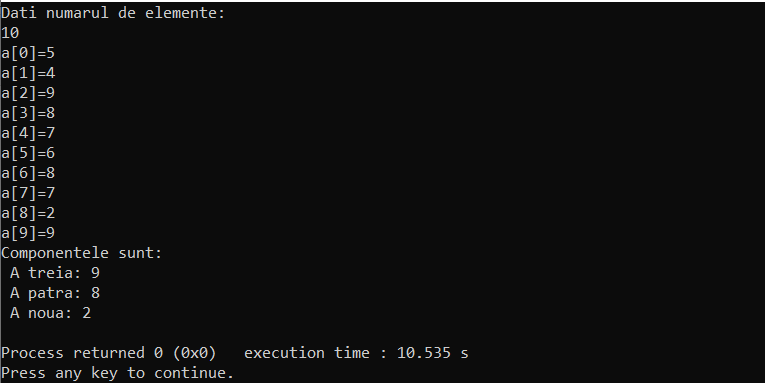 Dati numarul de elemente:
10
a[0]=5
a[1]=4
a[2]=9
a[3]=8
a[4]=7
a[5]=6
a[6]=8
a[7]=7
a[8]=2
a[9]=9
Componentele sunt:
 A treia: 9
 A patra: 8
 A noua: 2

Process returned 0 (0x0)   execution time : 10.535 s
Press any key to continue.